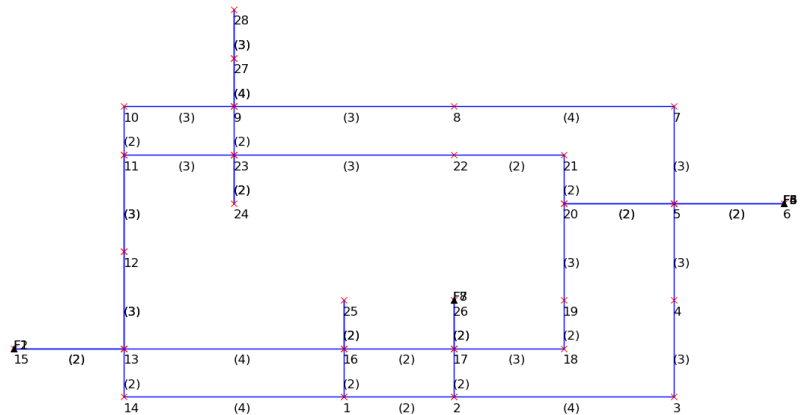 28
(3)
27
(4)
10 (3) 9 (3) 8 (4) 7
(2) (2)
11 (3) 23 (3) 22 (2) 21 (3)
(2) (2)
(3) 24 20 (2) 5 (2) 6
12 (3) (3)
25 26 19 4
(3) (2) (2) (2)
15 (2) 13 (4) 16 (2) 17 (3) 18 (3)
(2) (2) (2)
14 (4) 1 (2) 2 (4) 3